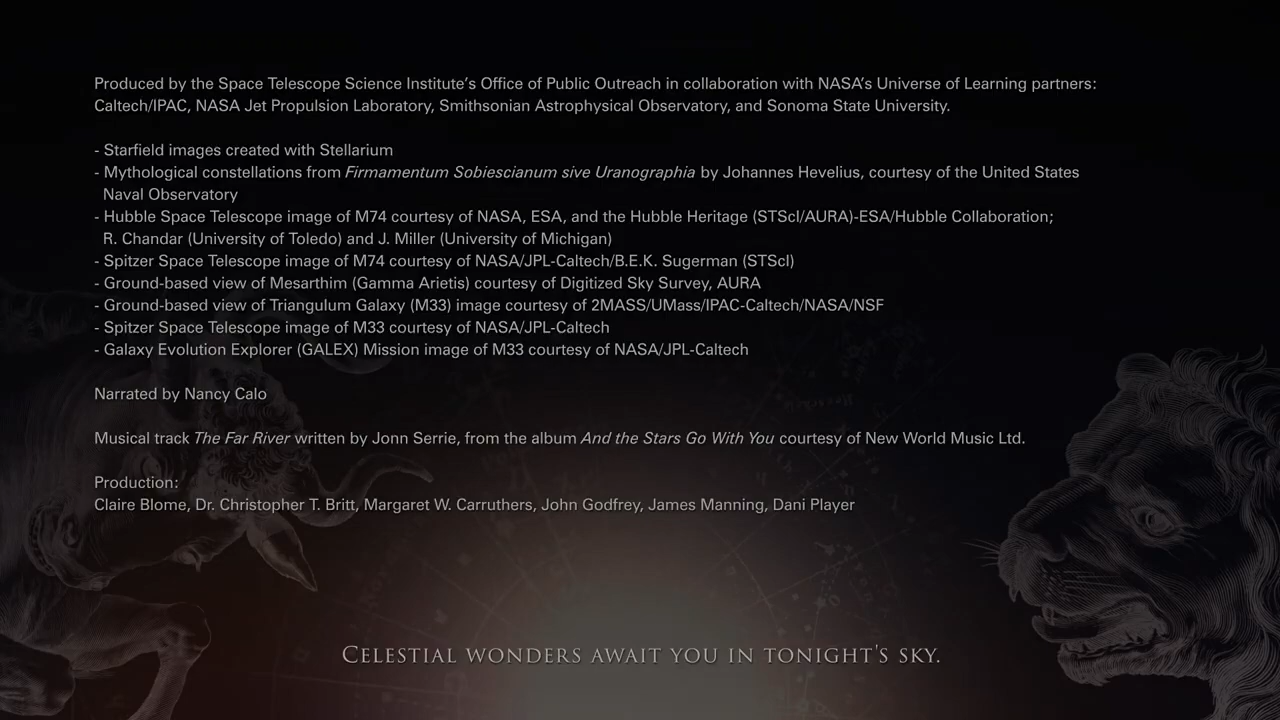 Produced by the Space Telescope Science Institute's Office of Public Outreach in collaboration with NASA's Universe of Learning partners:
Caltech/IPAC, NASA Jet Propulsion Laboratory, Smithsonian Astrophysical Observatory, and Sonoma State University.
- Starfield images created with Stellarium
- Mythological constellations from Firmamentum Sobiescianum sive Uranographia by Johannes Hevelius, courtesy of the United States
Naval Observatory
- Hubble Space Telescope image of M74 courtesy of NASA, ESA, and the Hubble Heritage (STScI/AURA)-ESA/Hubble Collaboration;
R. Chandar (University of Toledo) and J. Miller (University of Michigan)
- Spitzer Space Telescope image of M74 courtesy of NASA/JPL-Caltech/B.E.K. Sugerman (STScI)
- Ground-based view of Mesarthim (Gamma Arietis) courtesy of Digitized Sky Survey, AURA
- Ground-based view of Triangulum Galaxy (M33) image courtesy of 2MASS/UMass/IPAC-Caltech/NASA/NSF
- Spitzer Space Telescope image of M33 courtesy of NASA/JPL-Caltech
- Galaxy Evolution Explorer (GALEX) Mission image of M33 courtesy of NASA/JPL-Caltech
Narrated by Nancy Calo
Musical track The Far River written by Jonn Serrie, from the album And the Stars Go With You courtesy of New World Music Ltd.
Production:
Claire Blome, Dr. Christopher T. Britt, Margaret W. Carruthers, John Godfrey, James Manning, Dani Player
Celestial wonders await you in tonight's sky.